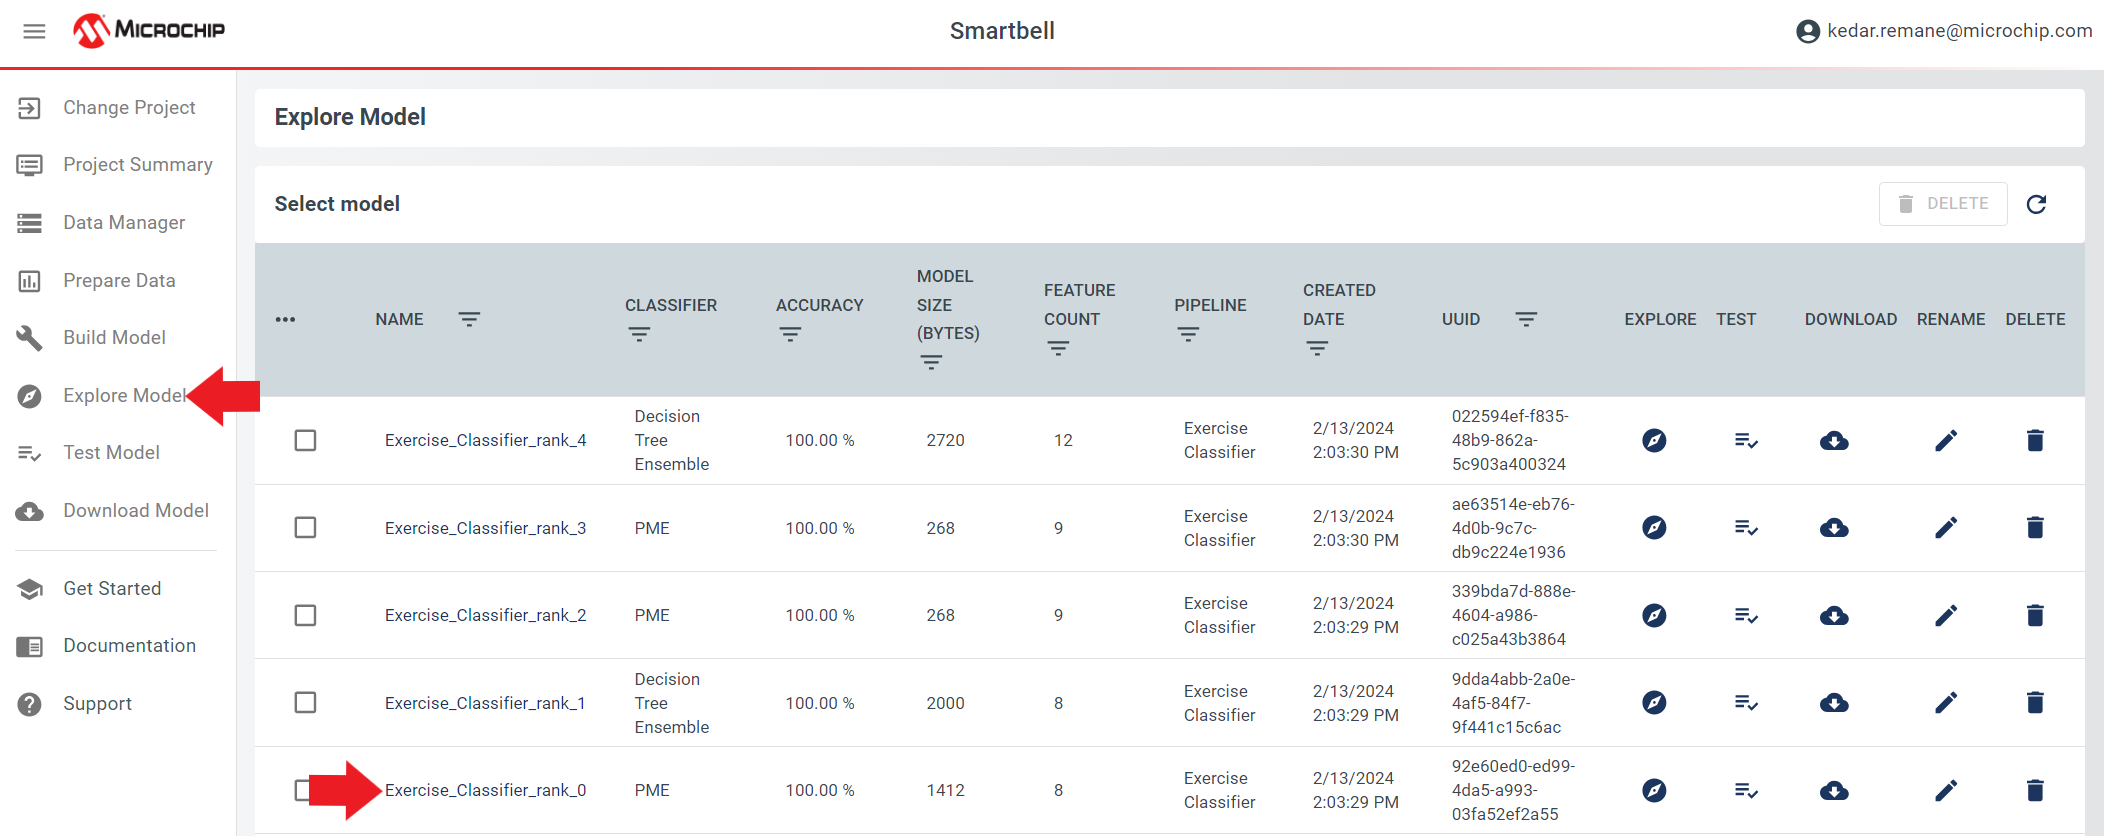 MICROCHIP
Smartbell
kedar.remane@microchip.com
Change Project
Project Summary
Data Manager
Prepare Data
Build Model
Explore Model
Test Model
Download Model
Get Started
Documentation
Support
Explore Model
Select model
DELETE
NAME
CLASSIFIER
ACCURACY
MODEL
SIZE
(BYTES)
FEATURE
COUNT
PIPELINE
CREATED
DATE
UUID
EXPLORE
TEST
DOWNLOAD
RENAME
DELETE
Exercise_Classifier_rank_4
Decision
Tree
Ensemble
100.00 %
2720
12
Exercise
Classifier
2/13/2024
2:03:30 PM
022594ef-f835-
48b9-862a-
5c903a400324
Exercise_Classifier_rank_3
PME
100.00 %
268
9
Exercise
Classifier
2/13/2024
2:03:30 PM
ae63514e-eb76-
4d0b-9c7c-
db9c224e1936
Exercise_Classifier_rank_2
PME
100.00 %
268
9
Exercise
Classifier
2/13/2024
2:03:29 PM
339bda7d-888e-
4604-a986-
c025a43b3864
Exercise_Classifier_rank_1
Decision
Tree
Ensemble
100.00 %
2000
8
Exercise
Classifier
2/13/2024
2:03:29 PM
9dda4abb-2a0e-
4af5-84f7-
9f441c15c6ac
Exercise_Classifier_rank_0
PME
100.00 %
1412
8
Exercise
Classifier
2/13/2024
2:03:29 PM
92e60ed0-ed99-
4da5-a993-
03fa52ef2a55